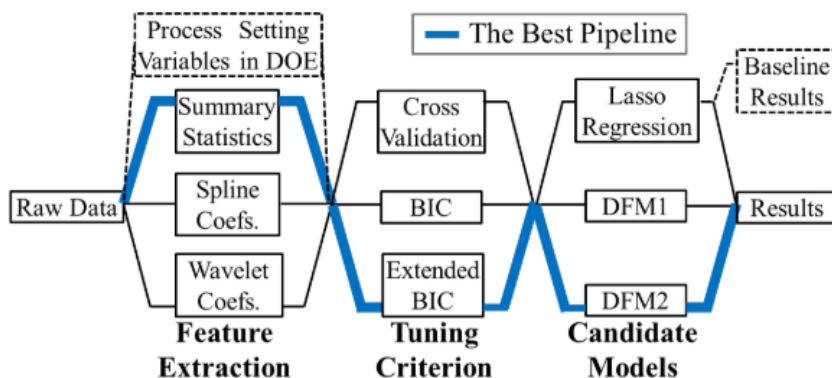 Process Setting
Variables in DOE
The Best Pipeline
Baseline
Results
Summary
Statistics
Cross
Validation
Lasso
Regression
Raw Data
Spline
Coefs.
BIC
DFM1
Results
Wavelet
Coefs.
Extended
BIC
DFM2
Feature
Extraction
Tuning
Criterion
Candidate
Models